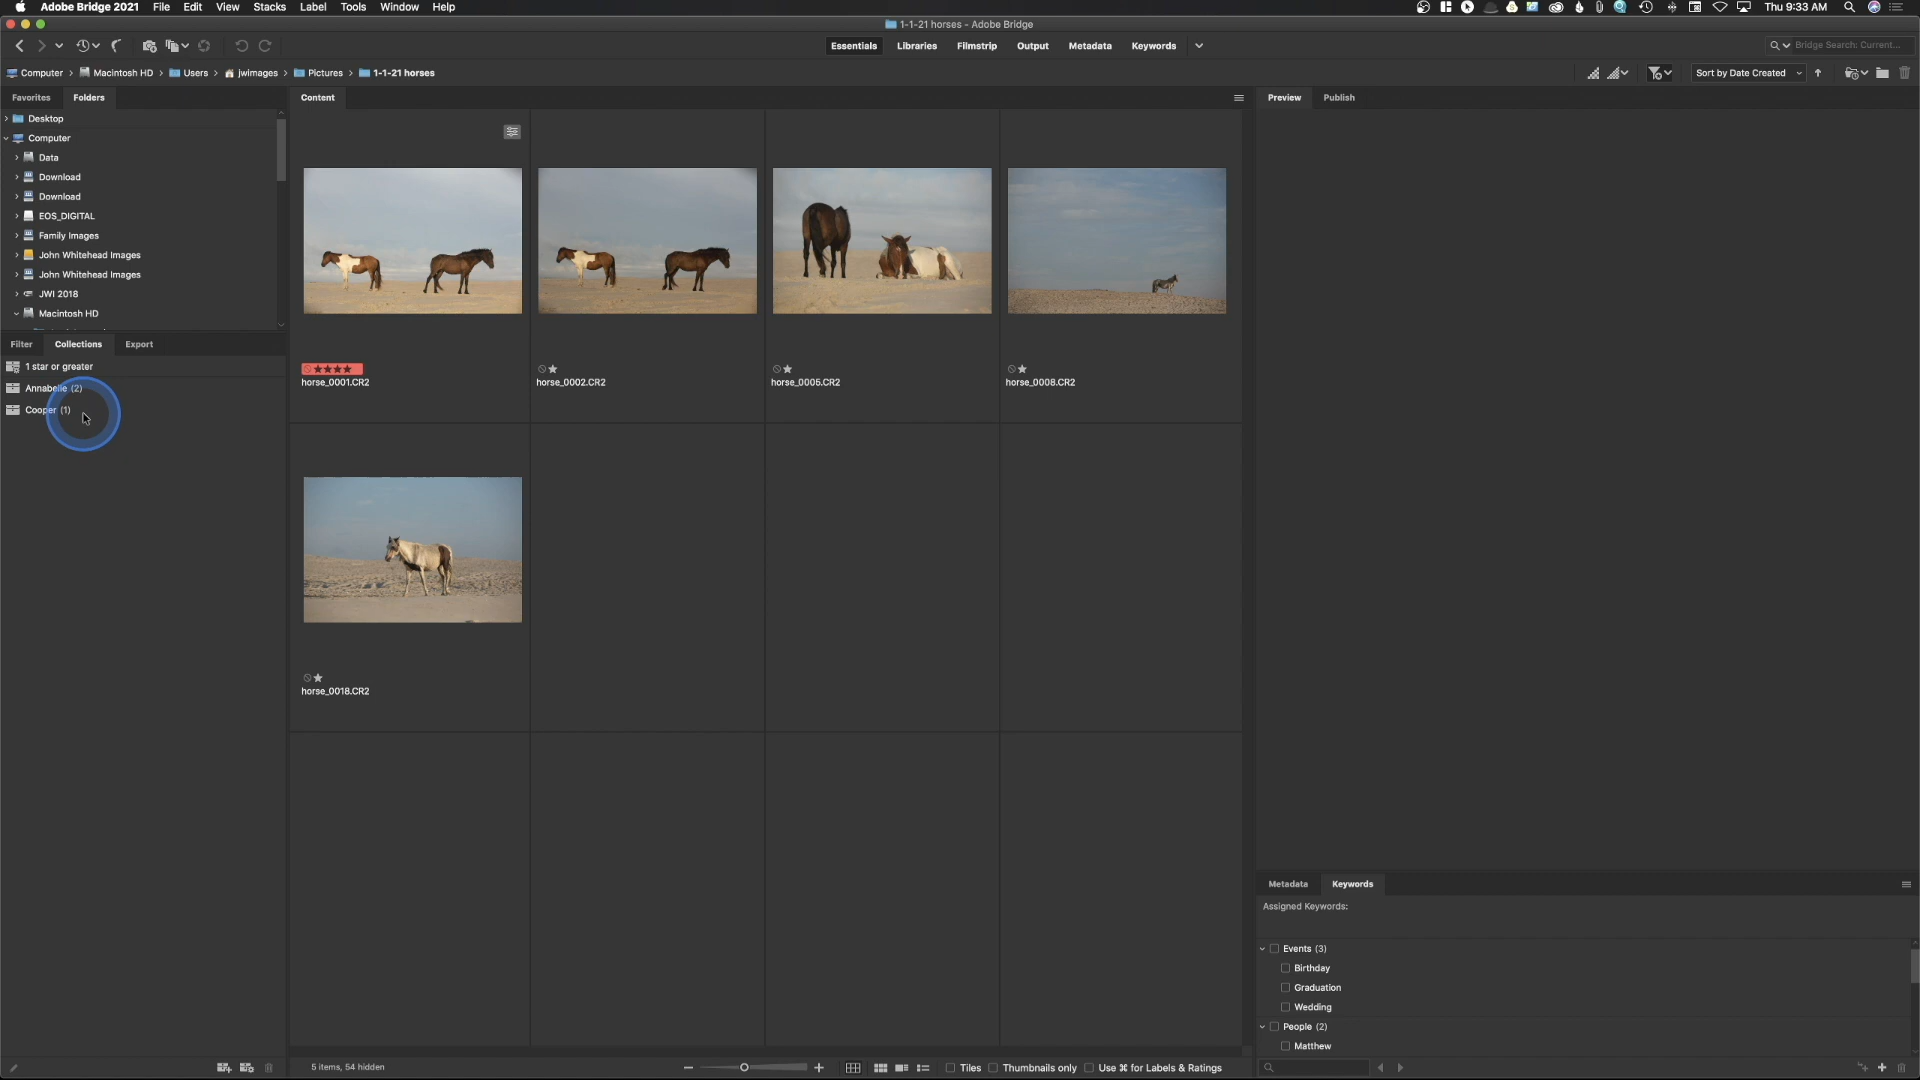 Adobe Bridge 2021 File Edit View Stacks Label Tools Window Help Thu 9:33 AM
1-1-21 horses - Adobe Bridge
Essentials Libraries Filmstrip Output Metadata Keywords Bridge Search: Current...
Computer Macintosh HD Users jwimages Pictures 1-1-21 horses Sort by Date Created
Favorites Folders Content Preview Publish
Desktop
Computer
Data
Download
Download
EOS_DIGITAL
Family Images
John Whitehead Images
John Whitehead Images
JWI 2018
Macintosh HD
Filter Collections Export
1 star or greater
Annabelle (2)
Cooper (1)
horse_0001.CR2 horse_0002.CR2 horse_0005.CR2 horse_0008.CR2
horse_0018.CR2
Metadata Keywords
Assigned Keywords:
Events (3)
Birthday
Graduation
Wedding
People (2)
Matthew
5 items, 54 hidden Tiles Thumbnails only Use ⌘ for Labels & Ratings